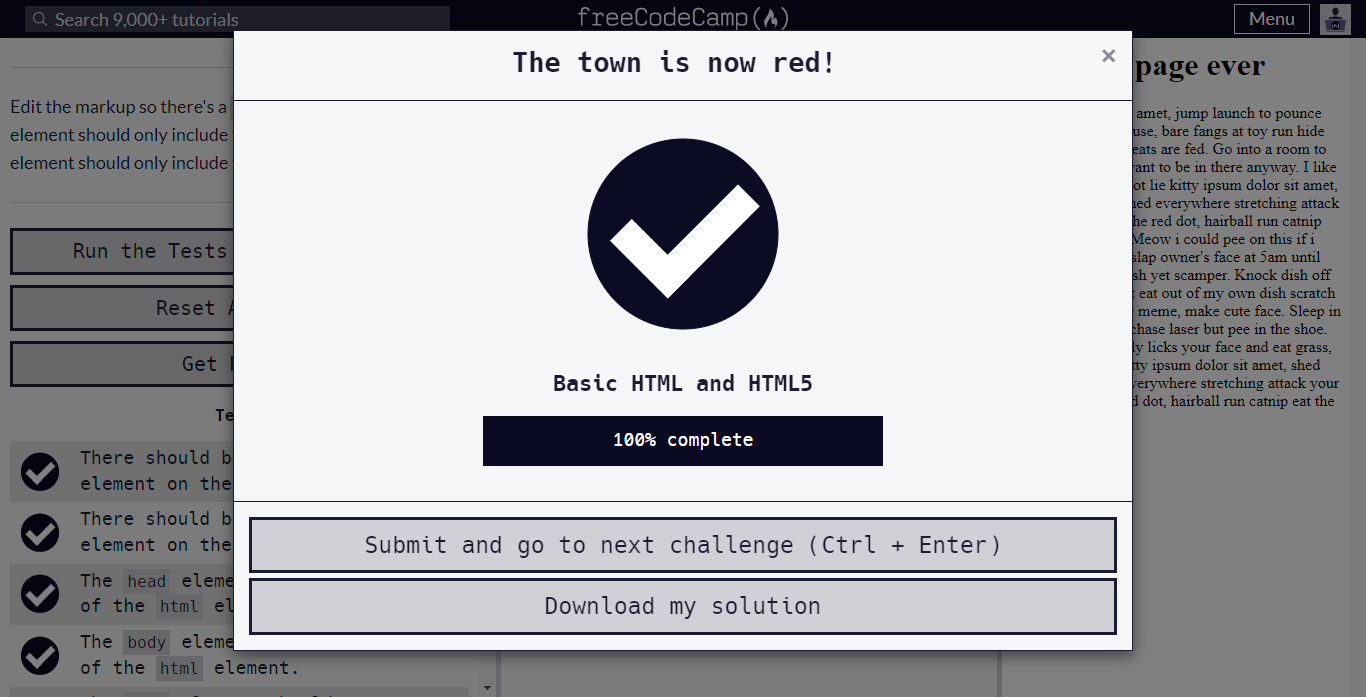 Search 9,000+ tutorials
freeCodeCamp
Menu
The town is now red!
×
page ever
Edit the markup so there's a
element should only include
element should only include
Run the Tests
Reset
Get
There should b
element on the
There should b
element on the
The head eleme
of the html el
The body eleme
of the html element.
Basic HTML and HTML5
100% complete
Submit and go to next challenge (Ctrl + Enter)
Download my solution
amet, jump launch to pounce
use, bare fangs at toy run hide
eats are fed. Go into a room to
ant to be in there anyway. I like
ot lie kitty ipsum dolor sit amet,
ed everywhere stretching attack
he red dot, hairball run catnip
Meow i could pee on this if i
slap owner's face at 5am until
sh yet scamper. Knock dish off
eat out of my own dish scratch
meme, make cute face. Sleep in
chase laser but pee in the shoe.
ly licks your face and eat grass,
tty ipsum dolor sit amet, shed
verywhere stretching attack your
d dot, hairball run catnip eat the